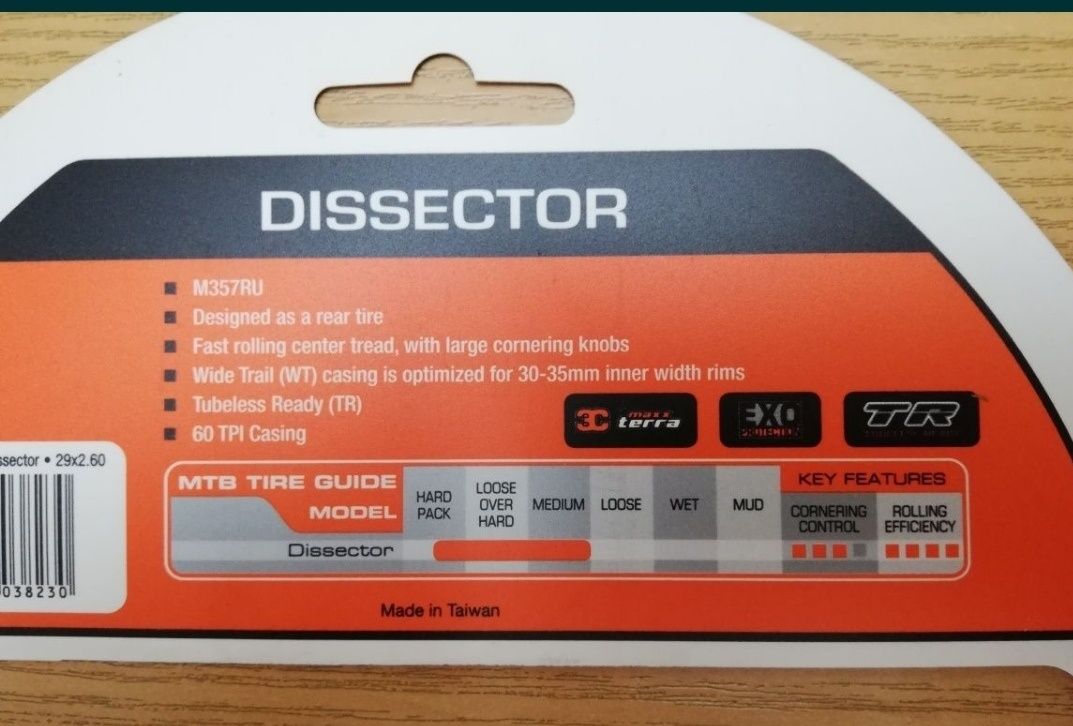 DISSECTOR
M357RU
Designed as a rear tire
Fast rolling center tread, with large cornering knobs
Wide Trail (WT) casing is optimized for 30-35mm inner width rims
Tubeless Ready (TR)
60 TPI Casing
3C maxx terra
EXO PROTECTION
TR
ssector • 29x2.60
038230
MTB TIRE GUIDE
MODEL
HARD PACK
LOOSE OVER HARD
MEDIUM
LOOSE
WET
MUD
KEY FEATURES
CORNERING CONTROL
ROLLING EFFICIENCY
Dissector
Made in Taiwan